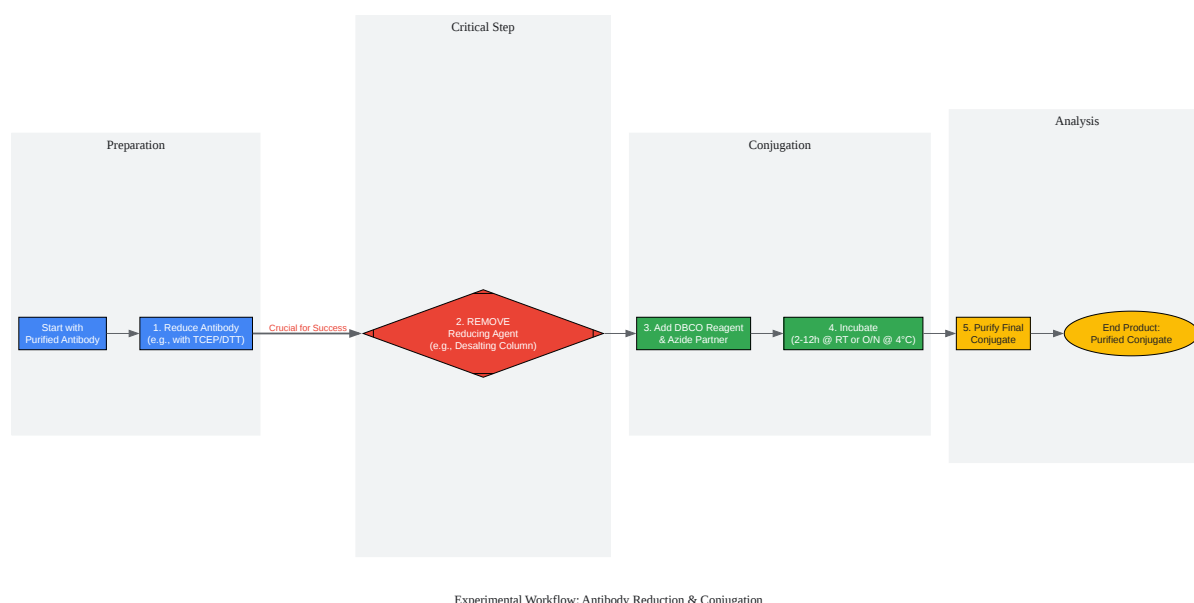 Critical Step
Analysis
Preparation
Conjugation
Start with
Purified Antibody
1. Reduce Antibody
(e.g., with TCEP/DTT)
Crucial for Success
2. REMOVE
Reducing Agent
(e.g., Desalting Column)
3. Add DBCO Reagent
& Azide Partner
4. Incubate
(2-12h @ RT or O/N @ 4°C)
5. Purify Final
Conjugate
End Product:
Purified Conjugate
Experimental Workflow: Antibody Reduction & Conjugation